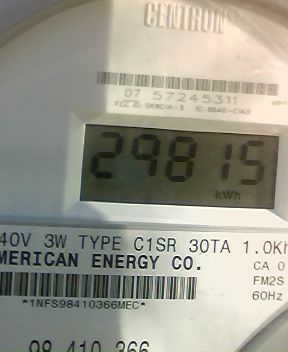 CENTRON®
07 57245311
29815
kWh
40V 3W TYPE C1SR 30TA 1.0Kh
MERICAN ENERGY CO.
CA 0
FM2S
60Hz
*1NFS98410366MEC*
98 410 366